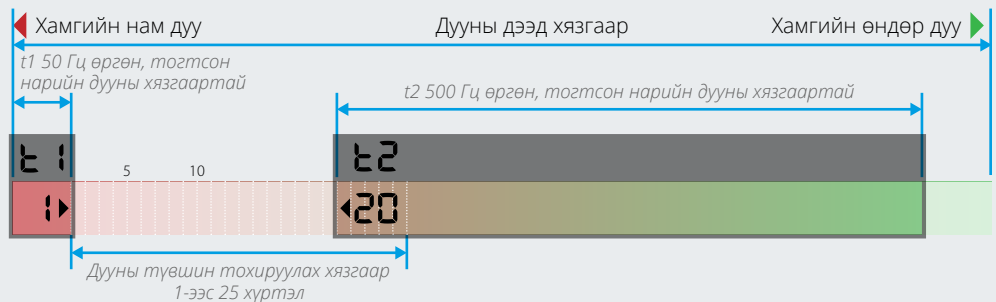 Хамгийн нам дуу
Дууны дээд хязгаар
Хамгийн өндөр дуу
t1 50 Гц өргөн, тогтсон
нарийн дууны хязгаартай
t2 500 Гц өргөн, тогтсон нарийн дууны хязгаартай
t1
t2
5
10
1
20
Дууны түвшин тохируулах хязгаар
1-ээс 25 хүртэл